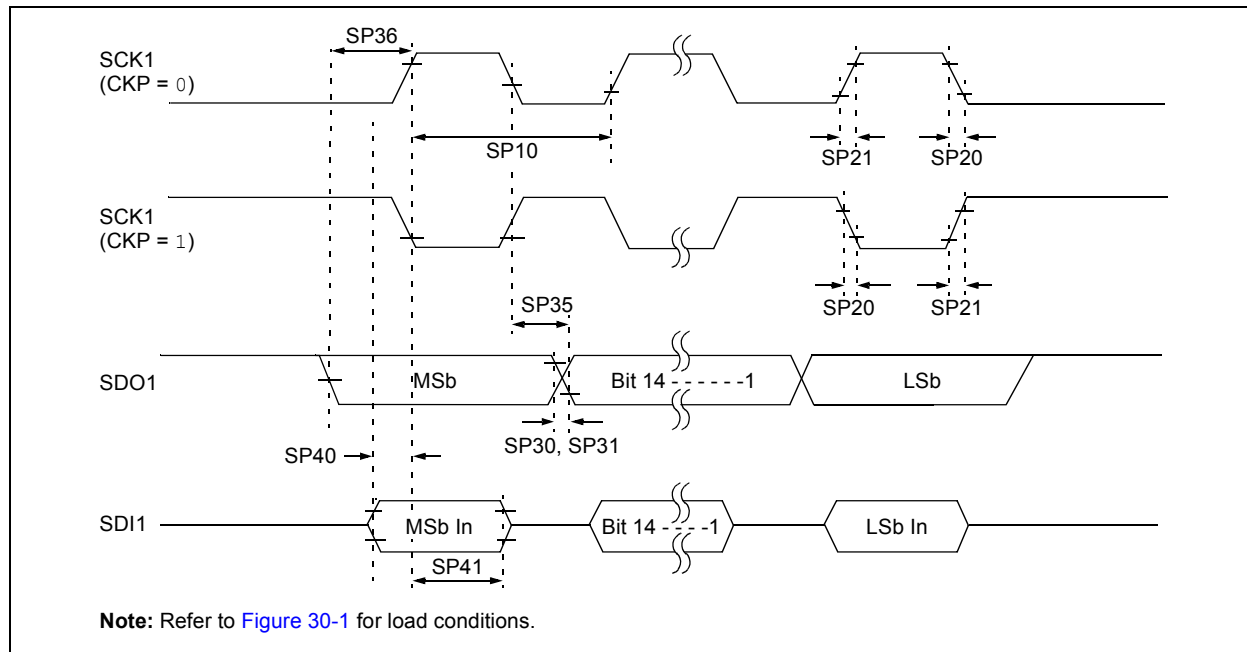 SP36
SCK1
(CKP = 0)
SP10
SP21
SP20
SCK1
(CKP = 1)
SP35
SP20
SP21
SDO1
MSb
Bit 14 - - - - - -1
LSb
SP30, SP31
SP40
SDI1
MSb In
Bit 14 - - - -1
LSb In
SP41
Note: Refer to Figure 30-1 for load conditions.